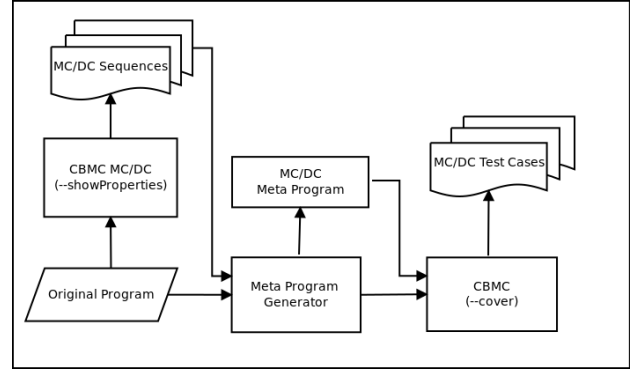 MC/DC Sequences
CBMC MC/DC
(--showProperties)
Original Program
MC/DC
Meta Program
Meta Program
Generator
MC/DC Test Cases
CBMC
(--cover)